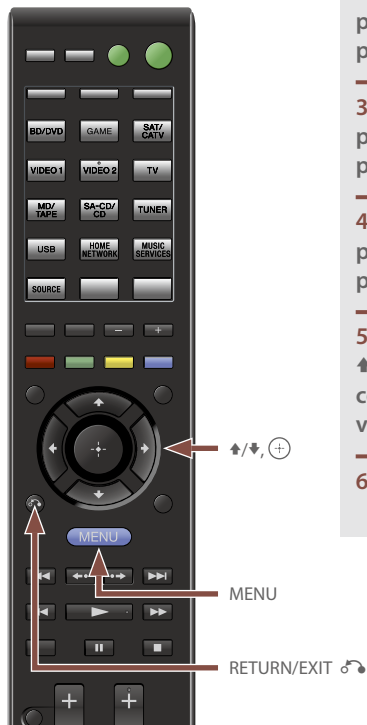 BD/DVD GAME SAT/CATV
VIDEO 1 VIDEO 2 TV
MD/TAPE SA-CD/CD TUNER
USB HOME NETWORK MUSIC SERVICES
SOURCE
− +
MENU
+ +
⬆/⬇, ⊕
MENU
RETURN/EXIT
p
p
3
p
p
4
p
p
5
⬆
c
v
6